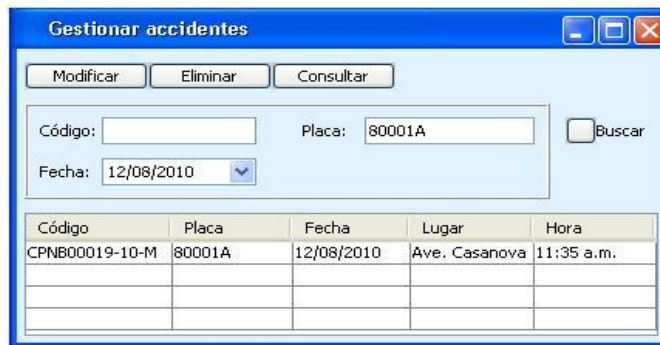 Gestionar accidentes
Modificar Eliminar Consultar
Código: Placa: 80001A Buscar
Fecha: 12/08/2010
Código Placa Fecha Lugar Hora
CPNB00019-10-M 80001A 12/08/2010 Ave. Casanova 11:35 a.m.